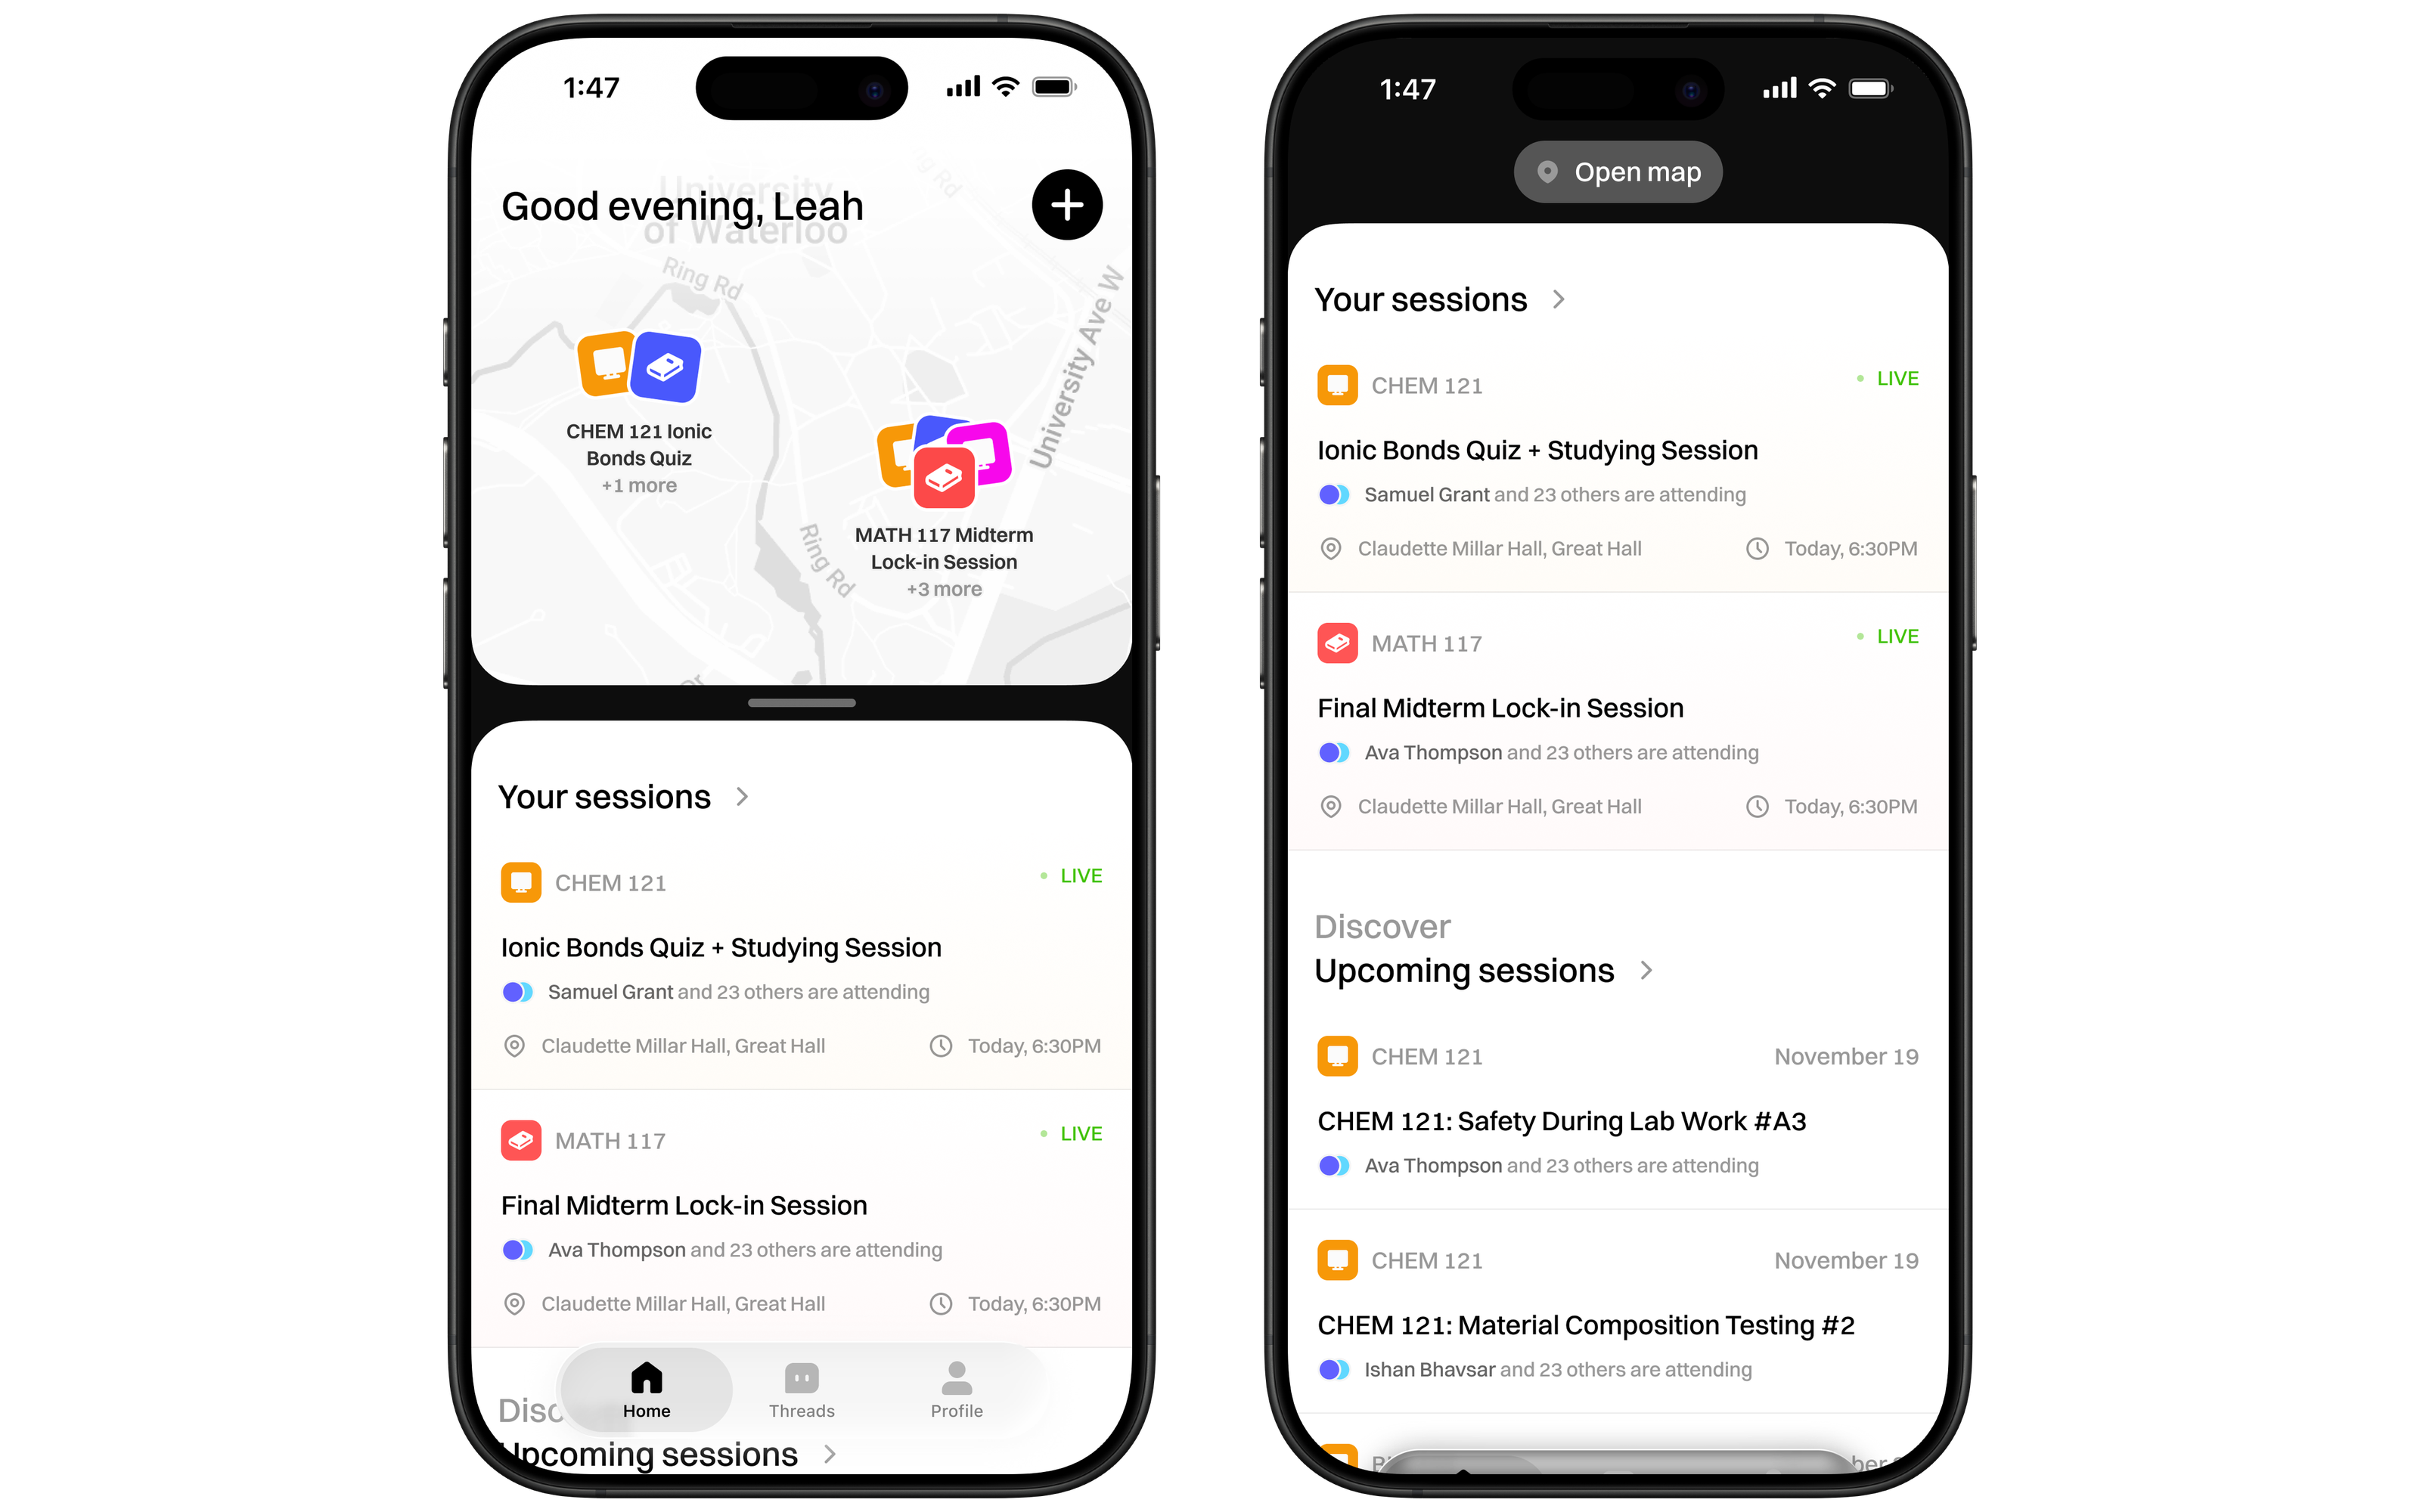 1:47
University
of Waterloo
Good evening, Leah
Ring Rd
University Ave W
CHEM 121 Ionic
Bonds Quiz
+1 more
MATH 117 Midterm
Lock-in Session
+3 more
Ring Rd
Your sessions
CHEM 121
LIVE
Ionic Bonds Quiz + Studying Session
Samuel Grant and 23 others are attending
Claudette Millar Hall, Great Hall
Today, 6:30PM
MATH 117
LIVE
Final Midterm Lock-in Session
Ava Thompson and 23 others are attending
Claudette Millar Hall, Great Hall
Today, 6:30PM
Home
Threads
Profile
Upcoming sessions
1:47
Open map
Your sessions
CHEM 121
LIVE
Ionic Bonds Quiz + Studying Session
Samuel Grant and 23 others are attending
Claudette Millar Hall, Great Hall
Today, 6:30PM
MATH 117
LIVE
Final Midterm Lock-in Session
Ava Thompson and 23 others are attending
Claudette Millar Hall, Great Hall
Today, 6:30PM
Discover
Upcoming sessions
CHEM 121
November 19
CHEM 121: Safety During Lab Work #A3
Ava Thompson and 23 others are attending
CHEM 121
November 19
CHEM 121: Material Composition Testing #2
Ishan Bhavsar and 23 others are attending